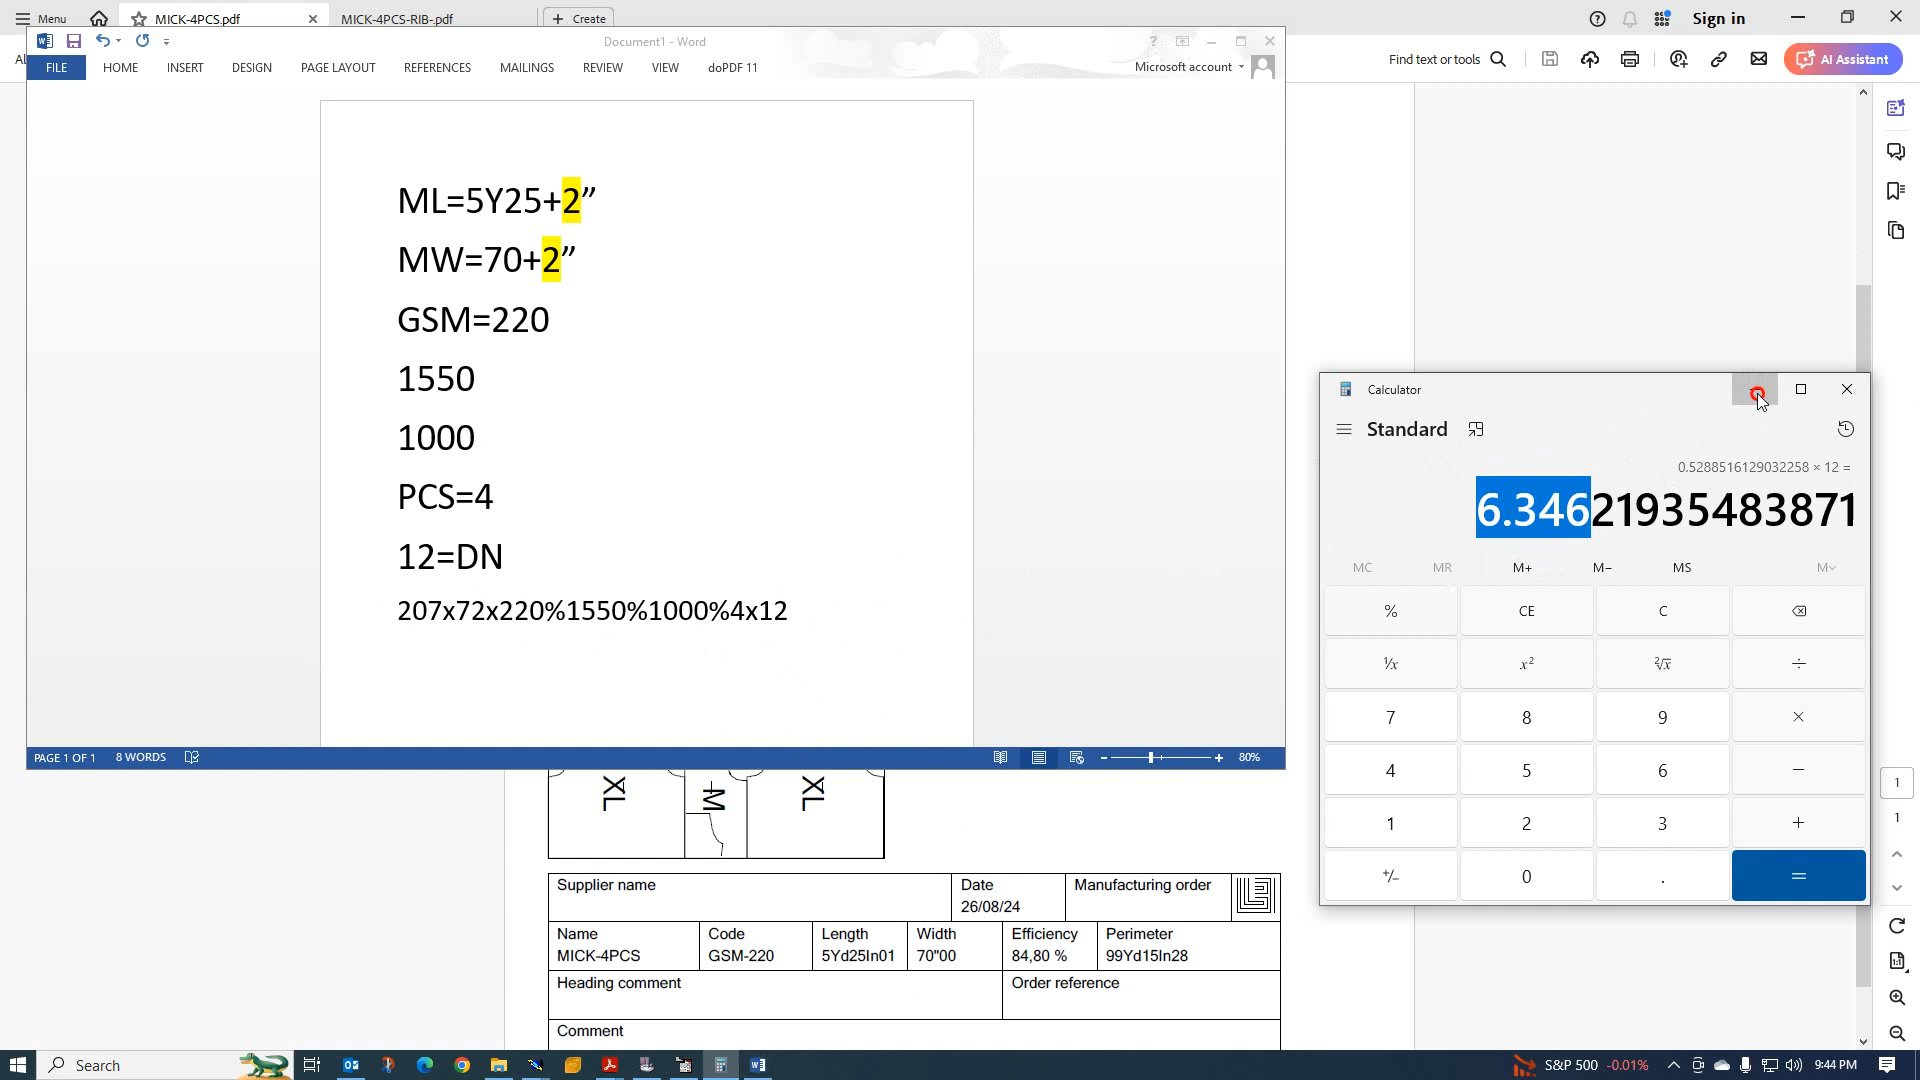 Menu
MICK-4PCS.pdf
MICK-4PCS-RIB-.pdf
Create
Sign in
Document1 - Word
FILE HOME INSERT DESIGN PAGE LAYOUT REFERENCES MAILINGS REVIEW VIEW doPDF 11
Microsoft account
Find text or tools
AI Assistant
ML=5Y25+2”
MW=70+2”
GSM=220
1550
1000
PCS=4
12=DN
207x72x220%1550%1000%4x12
PAGE 1 OF 1 8 WORDS
80%
Calculator
Standard
0.5288516129032258 × 12 =
6.34621935483871
MC MR M+ M− MS M
% CE C
¹/x x² ²√x ÷
7 8 9 ×
4 5 6 −
1 2 3 +
+/− 0 . =
XL M XL
Supplier name
Date
26/08/24
Manufacturing order
Name
MICK-4PCS
Code
GSM-220
Length
5Yd25In01
Width
70"00
Efficiency
84,80 %
Perimeter
99Yd15In28
Heading comment
Order reference
Comment
1
1
Search
S&P 500 -0.01%
9:44 PM